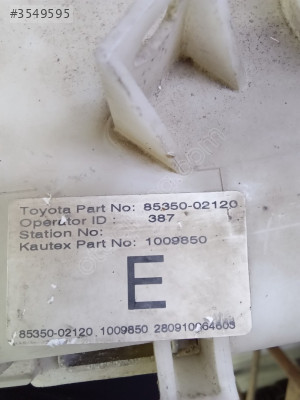 #3549595
Toyota Part No: 85350-02120
Operator ID : 387
Station No:
Kautex Part No: 1009850
E
85350-02120 1009850 280910064603